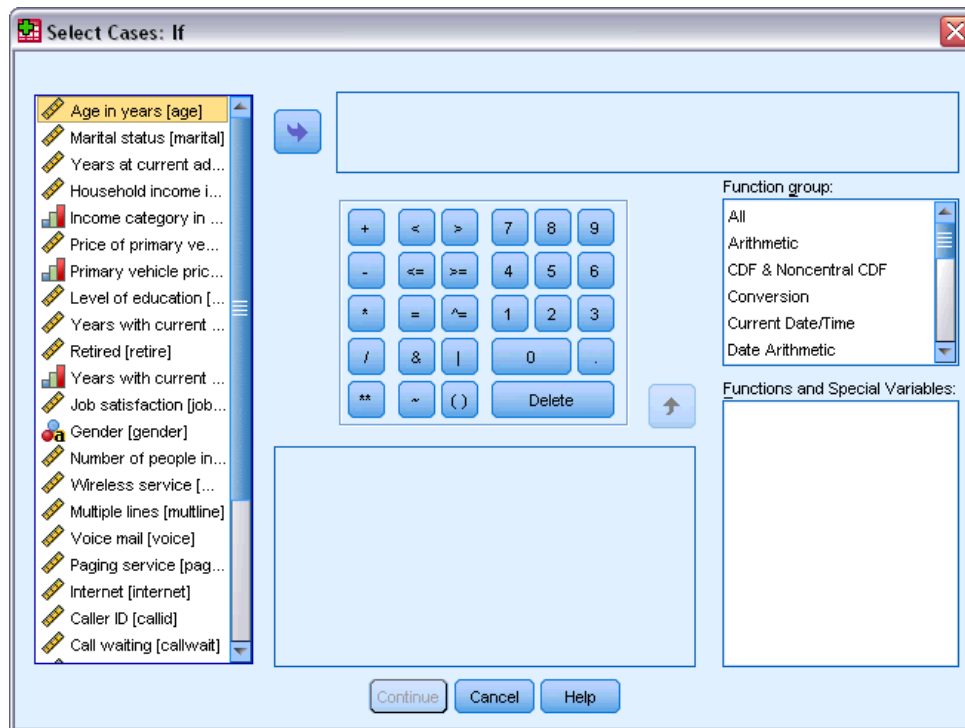 Select Cases: If
Age in years [age]
Marital status [marital]
Years at current ad...
Household income i...
Income category in ...
Price of primary ve...
Primary vehicle pric...
Level of education [...
Years with current ...
Retired [retire]
Years with current ...
Job satisfaction [job...
Gender [gender]
Number of people in...
Wireless service [...
Multiple lines [multline]
Voice mail [voice]
Paging service [pag...
Internet [internet]
Caller ID [callid]
Call waiting [callwait]
+ < > 7 8 9
- <= >= 4 5 6
* = ^= 1 2 3
/ & | 0 .
** ~ ( ) Delete
Function group:
All
Arithmetic
CDF & Noncentral CDF
Conversion
Current Date/Time
Date Arithmetic
Functions and Special Variables:
Continue Cancel Help